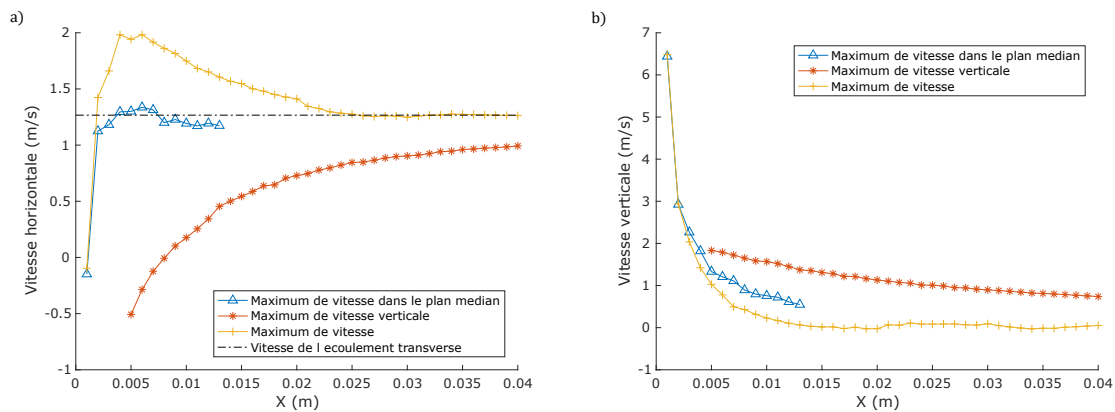 a)
2
1.5
1
0.5
0
-0.5
-1
Vitesse horizontale (m/s)
Maximum de vitesse dans le plan median
Maximum de vitesse verticale
Maximum de vitesse
Vitesse de l ecoulement transverse
0 0.005 0.01 0.015 0.02 0.025 0.03 0.035 0.04
X (m)
b)
7
6
5
4
3
2
1
0
-1
Vitesse verticale (m/s)
Maximum de vitesse dans le plan median
Maximum de vitesse verticale
Maximum de vitesse
0 0.005 0.01 0.015 0.02 0.025 0.03 0.035 0.04
X (m)